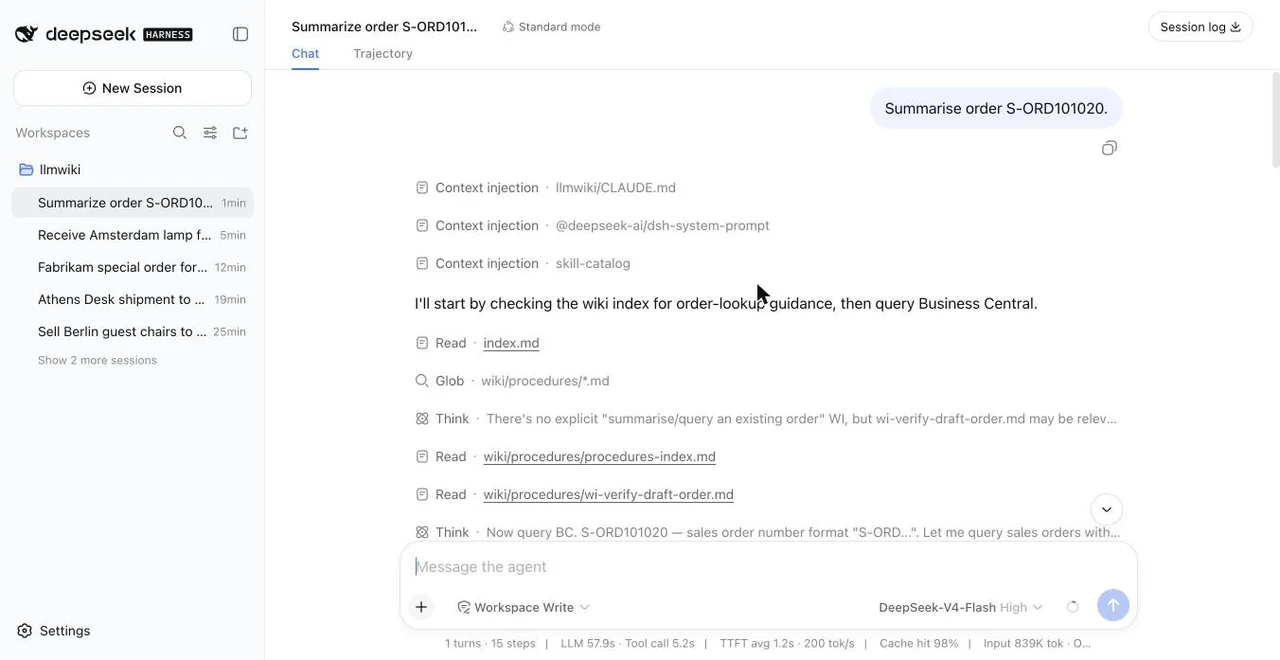 deepseek HARNESS
New Session
Workspaces
llmwiki
Summarize order S-ORD10... 1min
Receive Amsterdam lamp f... 5min
Fabrikam special order for... 12min
Athens Desk shipment to ... 19min
Sell Berlin guest chairs to ... 25min
Show 2 more sessions
Settings
Summarize order S-ORD101... Standard mode
Session log
Chat Trajectory
Summarise order S-ORD101020.
Context injection · llmwiki/CLAUDE.md
Context injection · @deepseek-ai/dsh-system-prompt
Context injection · skill-catalog
I'll start by checking the wiki index for order-lookup guidance, then query Business Central.
Read · index.md
Glob · wiki/procedures/*.md
Think · There's no explicit "summarise/query an existing order" WI, but wi-verify-draft-order.md may be relev...
Read · wiki/procedures/procedures-index.md
Read · wiki/procedures/wi-verify-draft-order.md
Think · Now query BC. S-ORD101020 — sales order number format "S-ORD...". Let me query sales orders with...
Message the agent
Workspace Write DeepSeek-V4-Flash High
1 turns · 15 steps | LLM 57.9s · Tool call 5.2s | TTFT avg 1.2s · 200 tok/s | Cache hit 98% | Input 839K tok · O...